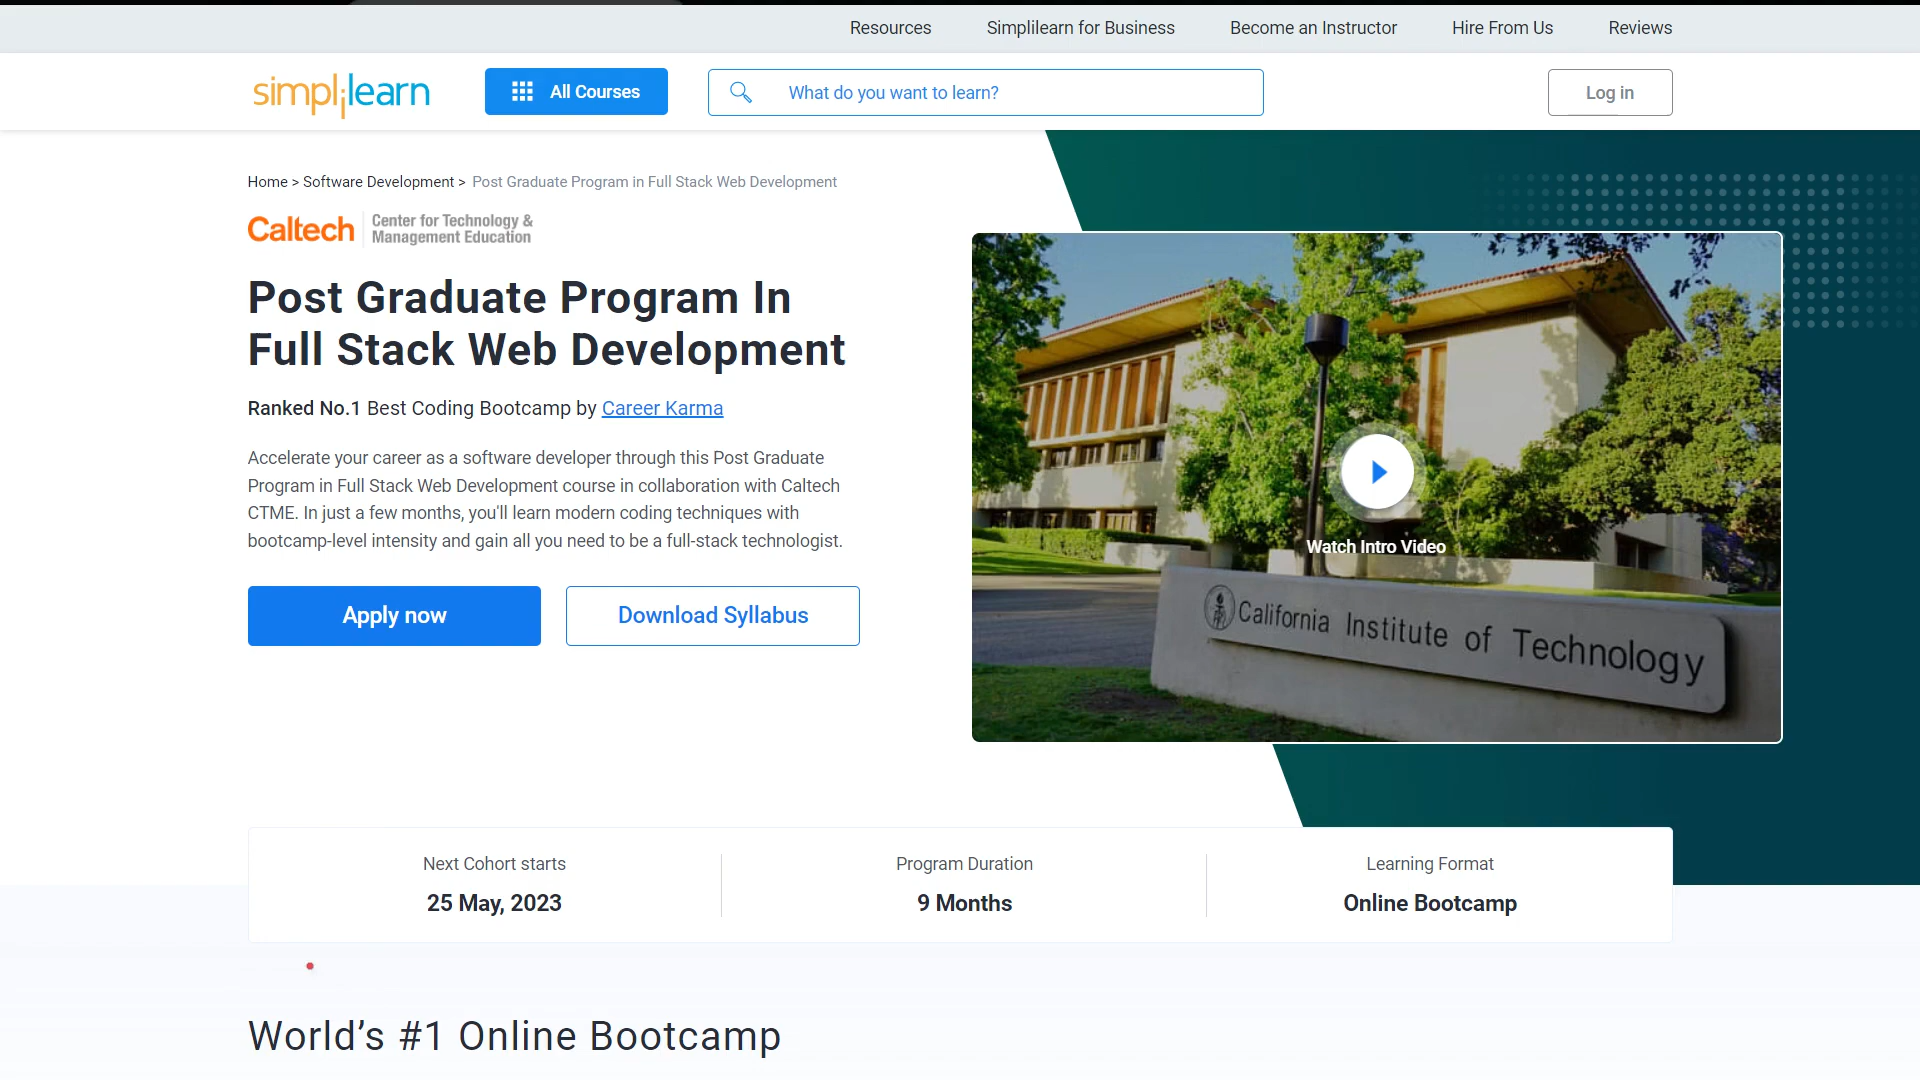 Resources Simplilearn for Business Become an Instructor Hire From Us Reviews
simplilearn All Courses What do you want to learn? Log in
Home > Software Development > Post Graduate Program in Full Stack Web Development
Caltech Center for Technology &
Management Education
Post Graduate Program In
Full Stack Web Development
Ranked No.1 Best Coding Bootcamp by Career Karma
Accelerate your career as a software developer through this Post Graduate
Program in Full Stack Web Development course in collaboration with Caltech
CTME. In just a few months, you'll learn modern coding techniques with
bootcamp-level intensity and gain all you need to be a full-stack technologist.
Apply now Download Syllabus
Watch Intro Video
California Institute of Technology
Next Cohort starts Program Duration Learning Format
25 May, 2023 9 Months Online Bootcamp
World’s #1 Online Bootcamp